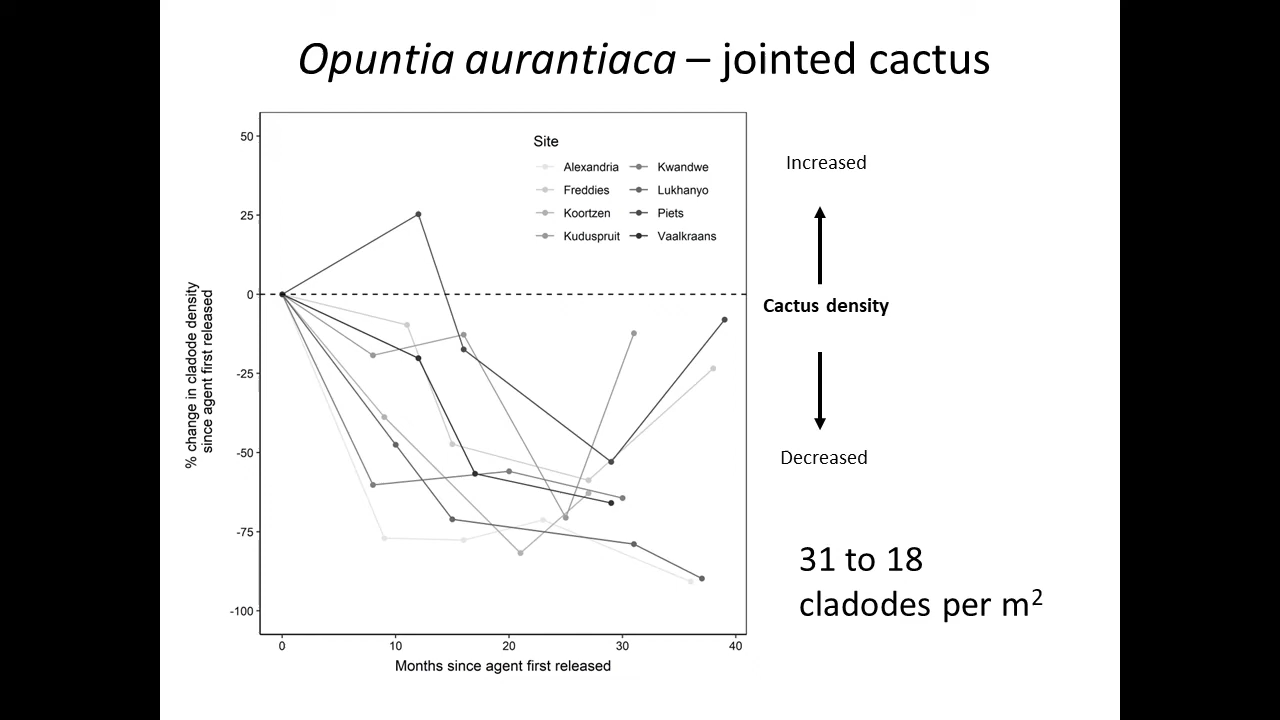 Opuntia aurantiaca – jointed cactus
% change in cladode density
since agent first released
50
25
0
-25
-50
-75
-100
Site
Alexandria
Freddies
Koortzen
Kuduspruit
Kwandwe
Lukhanyo
Piets
Vaalkraans
0
10
20
30
40
Months since agent first released
Increased
Cactus density
Decreased
31 to 18
cladodes per m²